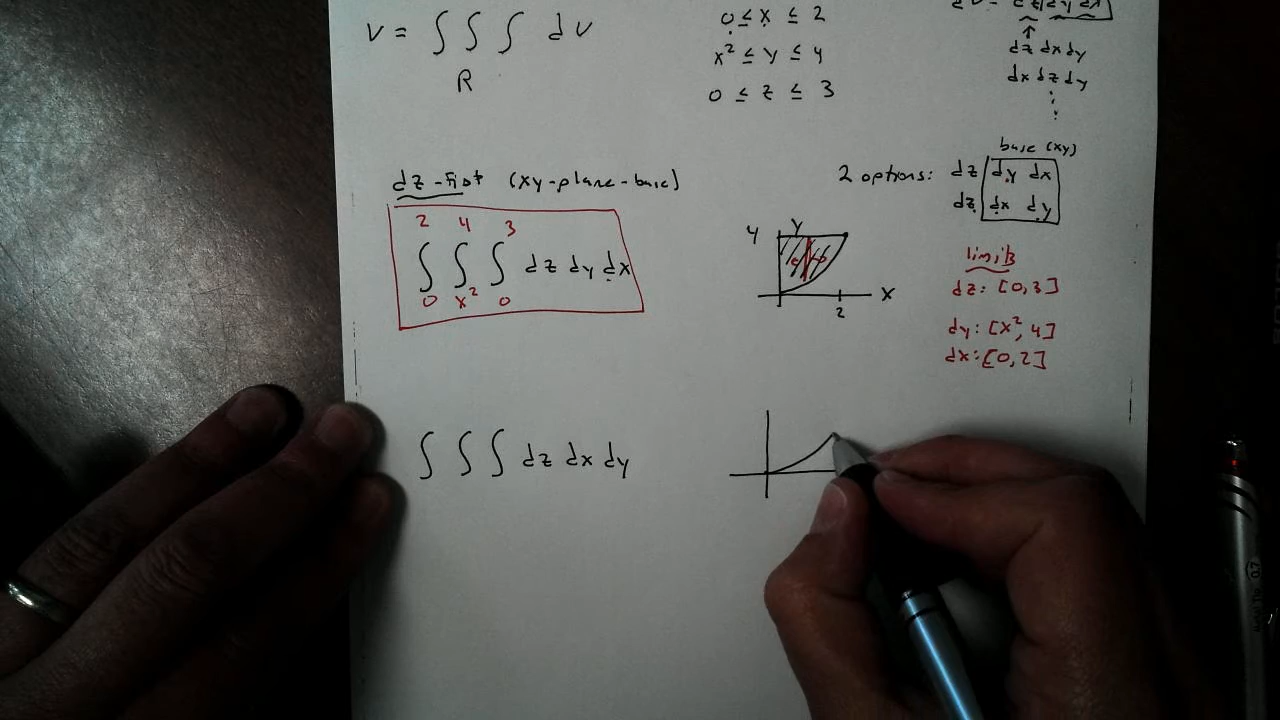 V = ∫ ∫ ∫ dV
R
0 ≤ x ≤ 2
x² ≤ y ≤ 4
0 ≤ z ≤ 3
dz dx dy
dx dz dy
dz-First (xy-plane-base)
2 4 3
∫ ∫ ∫ dz dy dx
0 x² 0
base (xy)
2 options: dz dy dx
dz dx dy
4 y
x
2
limits
dz: [0,3]
dy: [x², 4]
dx: [0,2]
∫ ∫ ∫ dz dx dy